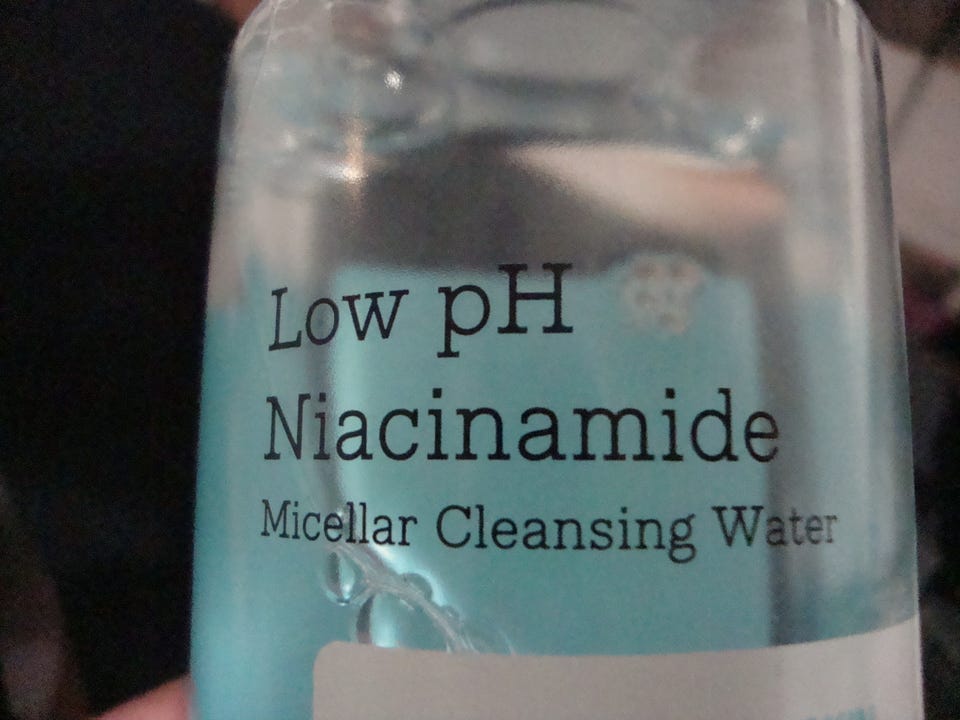 Low pH
Niacinamide
Micellar Cleansing Water